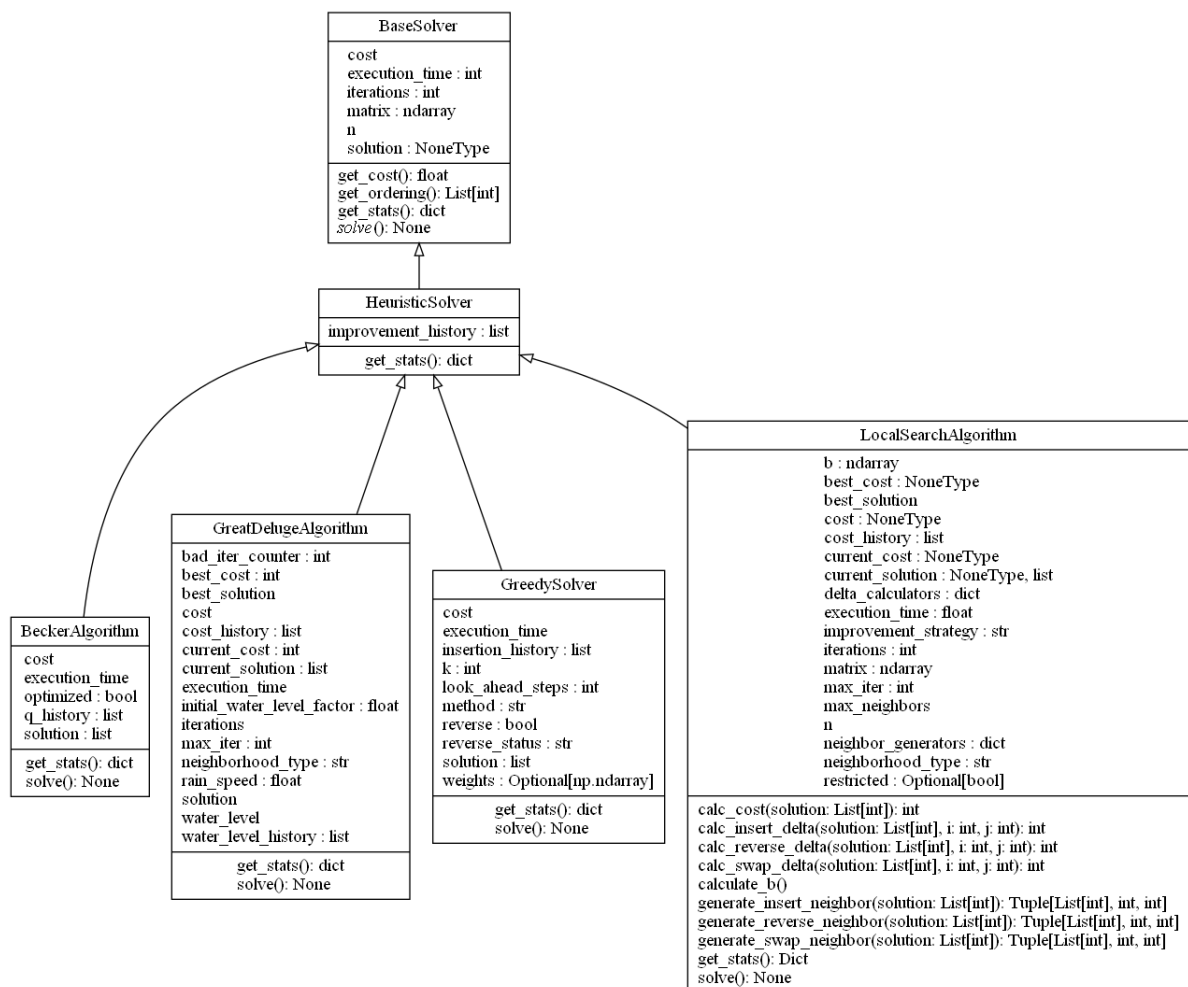 BaseSolver
cost
execution_time : int
iterations : int
matrix : ndarray
n
solution : NoneType
get_cost(): float
get_ordering(): List[int]
get_stats(): dict
solve(): None
HeuristicSolver
improvement_history : list
get_stats(): dict
BeckerAlgorithm
cost
execution_time
optimized : bool
q_history : list
solution : list
get_stats(): dict
solve(): None
GreatDelugeAlgorithm
bad_iter_counter : int
best_cost : int
best_solution
cost
cost_history : list
current_cost : int
current_solution : list
execution_time
initial_water_level_factor : float
iterations
max_iter : int
neighborhood_type : str
rain_speed : float
solution
water_level
water_level_history : list
get_stats(): dict
solve(): None
GreedySolver
cost
execution_time
insertion_history : list
k : int
look_ahead_steps : int
method : str
reverse : bool
reverse_status : str
solution : list
weights : Optional[np.ndarray]
get_stats(): dict
solve(): None
LocalSearchAlgorithm
b : ndarray
best_cost : NoneType
best_solution
cost : NoneType
cost_history : list
current_cost : NoneType
current_solution : NoneType, list
delta_calculators : dict
execution_time : float
improvement_strategy : str
iterations : int
matrix : ndarray
max_iter : int
max_neighbors
n
neighbor_generators : dict
neighborhood_type : str
restricted : Optional[bool]
calc_cost(solution: List[int]): int
calc_insert_delta(solution: List[int], i: int, j: int): int
calc_reverse_delta(solution: List[int], i: int, j: int): int
calc_swap_delta(solution: List[int], i: int, j: int): int
calculate_b()
generate_insert_neighbor(solution: List[int]): Tuple[List[int], int, int]
generate_reverse_neighbor(solution: List[int]): Tuple[List[int], int, int]
generate_swap_neighbor(solution: List[int]): Tuple[List[int], int, int]
get_stats(): Dict
solve(): None